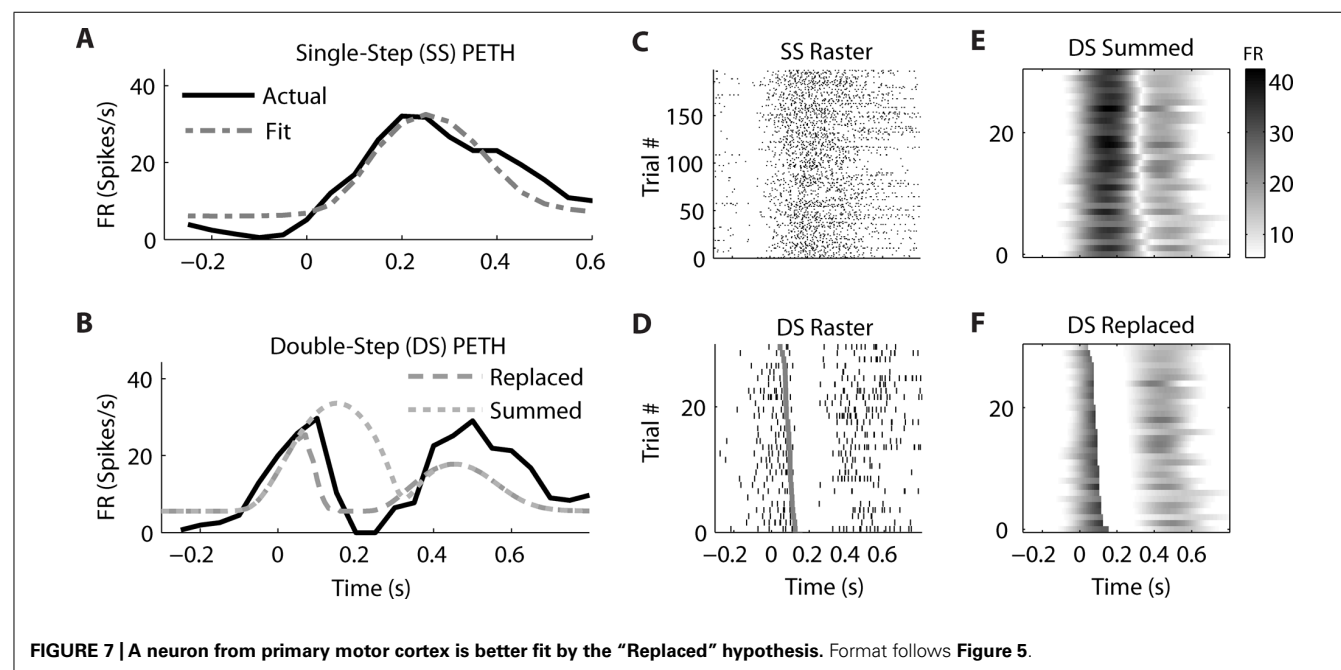 A
Single-Step (SS) PETH
FR (Spikes/s)
40
20
0
Actual
Fit
−0.2
0
0.2
0.4
0.6
B
Double-Step (DS) PETH
FR (Spikes/s)
40
20
0
Replaced
Summed
−0.2
0
0.2
0.4
0.6
Time (s)
C
SS Raster
Trial #
150
100
50
0
D
DS Raster
Trial #
20
0
−0.2
0
0.2
0.4
0.6
Time (s)
E
DS Summed
20
0
FR
40
30
20
10
F
DS Replaced
20
0
−0.2
0
0.2
0.4
0.6
Time (s)
FIGURE 7 | A neuron from primary motor cortex is better fit by the “Replaced” hypothesis. Format follows Figure 5.